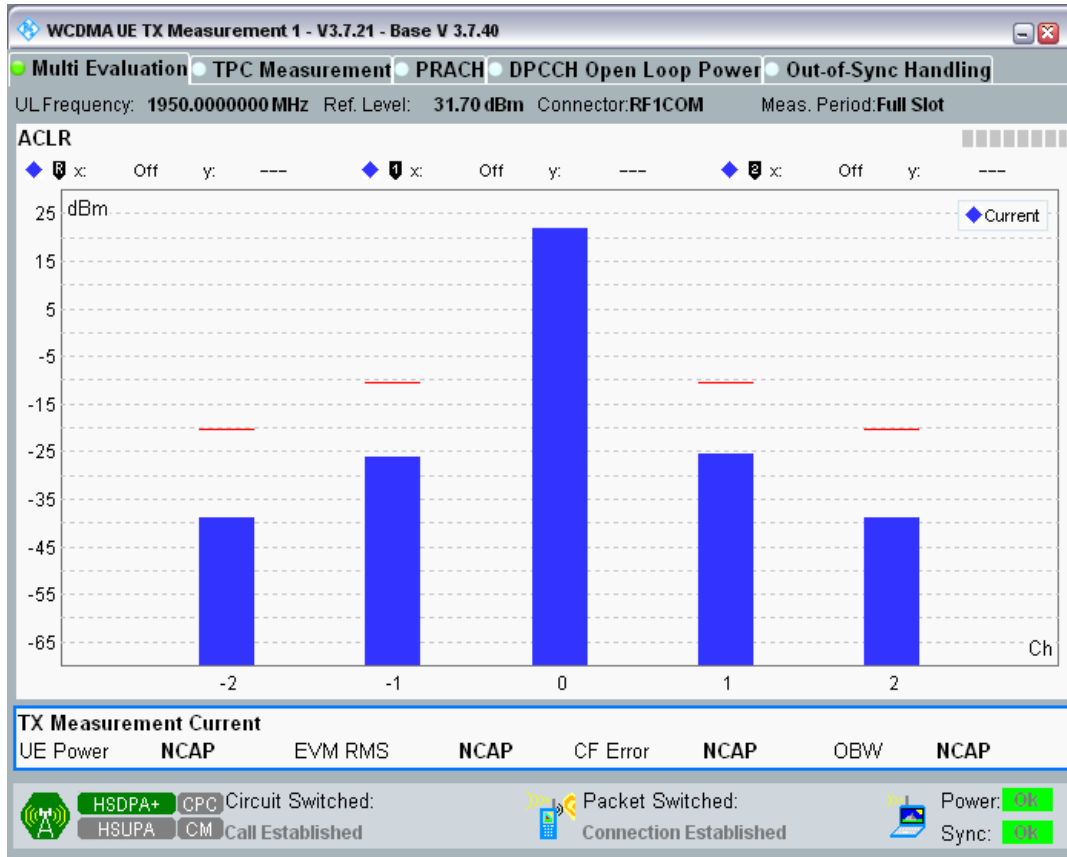 WCDMA UE TX Measurement 1 - V3.7.21 - Base V 3.7.40
Multi Evaluation TPC Measurement PRACH DPCCH Open Loop Power Out-of-Sync Handling
UL Frequency: 1950.0000000 MHz Ref. Level: 31.70 dBm Connector:RF1COM Meas. Period:Full Slot
ACLR
R x: Off y: --- 1 x: Off y: --- 2 x: Off y: ---
dBm
Current
25
15
5
-5
-15
-25
-35
-45
-55
-65
Ch
-2 -1 0 1 2
TX Measurement Current
UE Power NCAP EVM RMS NCAP CF Error NCAP OBW NCAP
HSDPA+ CPC Circuit Switched: Packet Switched: Power: Ok
HSUPA CM Call Established Connection Established Sync: Ok